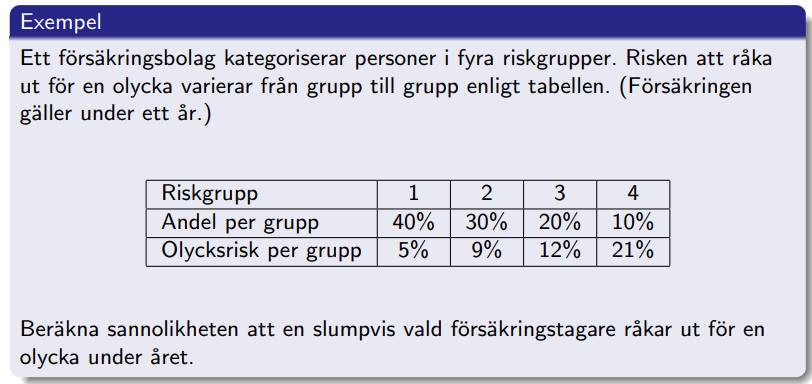 Exempel
Ett försäkringsbolag kategoriserar personer i fyra riskgrupper. Risken att råka
ut för en olycka varierar från grupp till grupp enligt tabellen. (Försäkringen
gäller under ett år.)
Riskgrupp 1 2 3 4
Andel per grupp 40% 30% 20% 10%
Olycksrisk per grupp 5% 9% 12% 21%
Beräkna sannolikheten att en slumpvis vald försäkringstagare råkar ut för en
olycka under året.